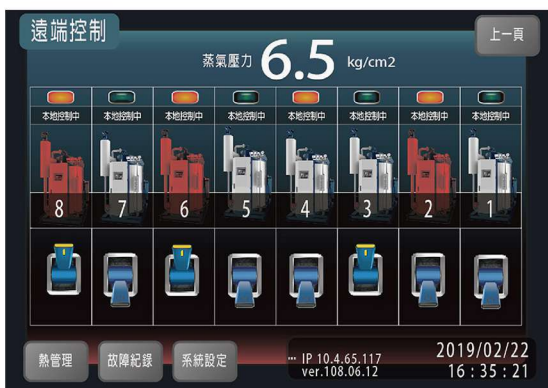 遠端控制
上一頁
蒸氣壓力 6.5 kg/cm2
本地控制中 本地控制中 本地控制中 本地控制中 本地控制中 本地控制中 本地控制中 本地控制中
8 7 6 5 4 3 2 1
熱管理 故障紀錄 系統設定
IP 10.4.65.117
ver.108.06.12
2019/02/22
16:35:21